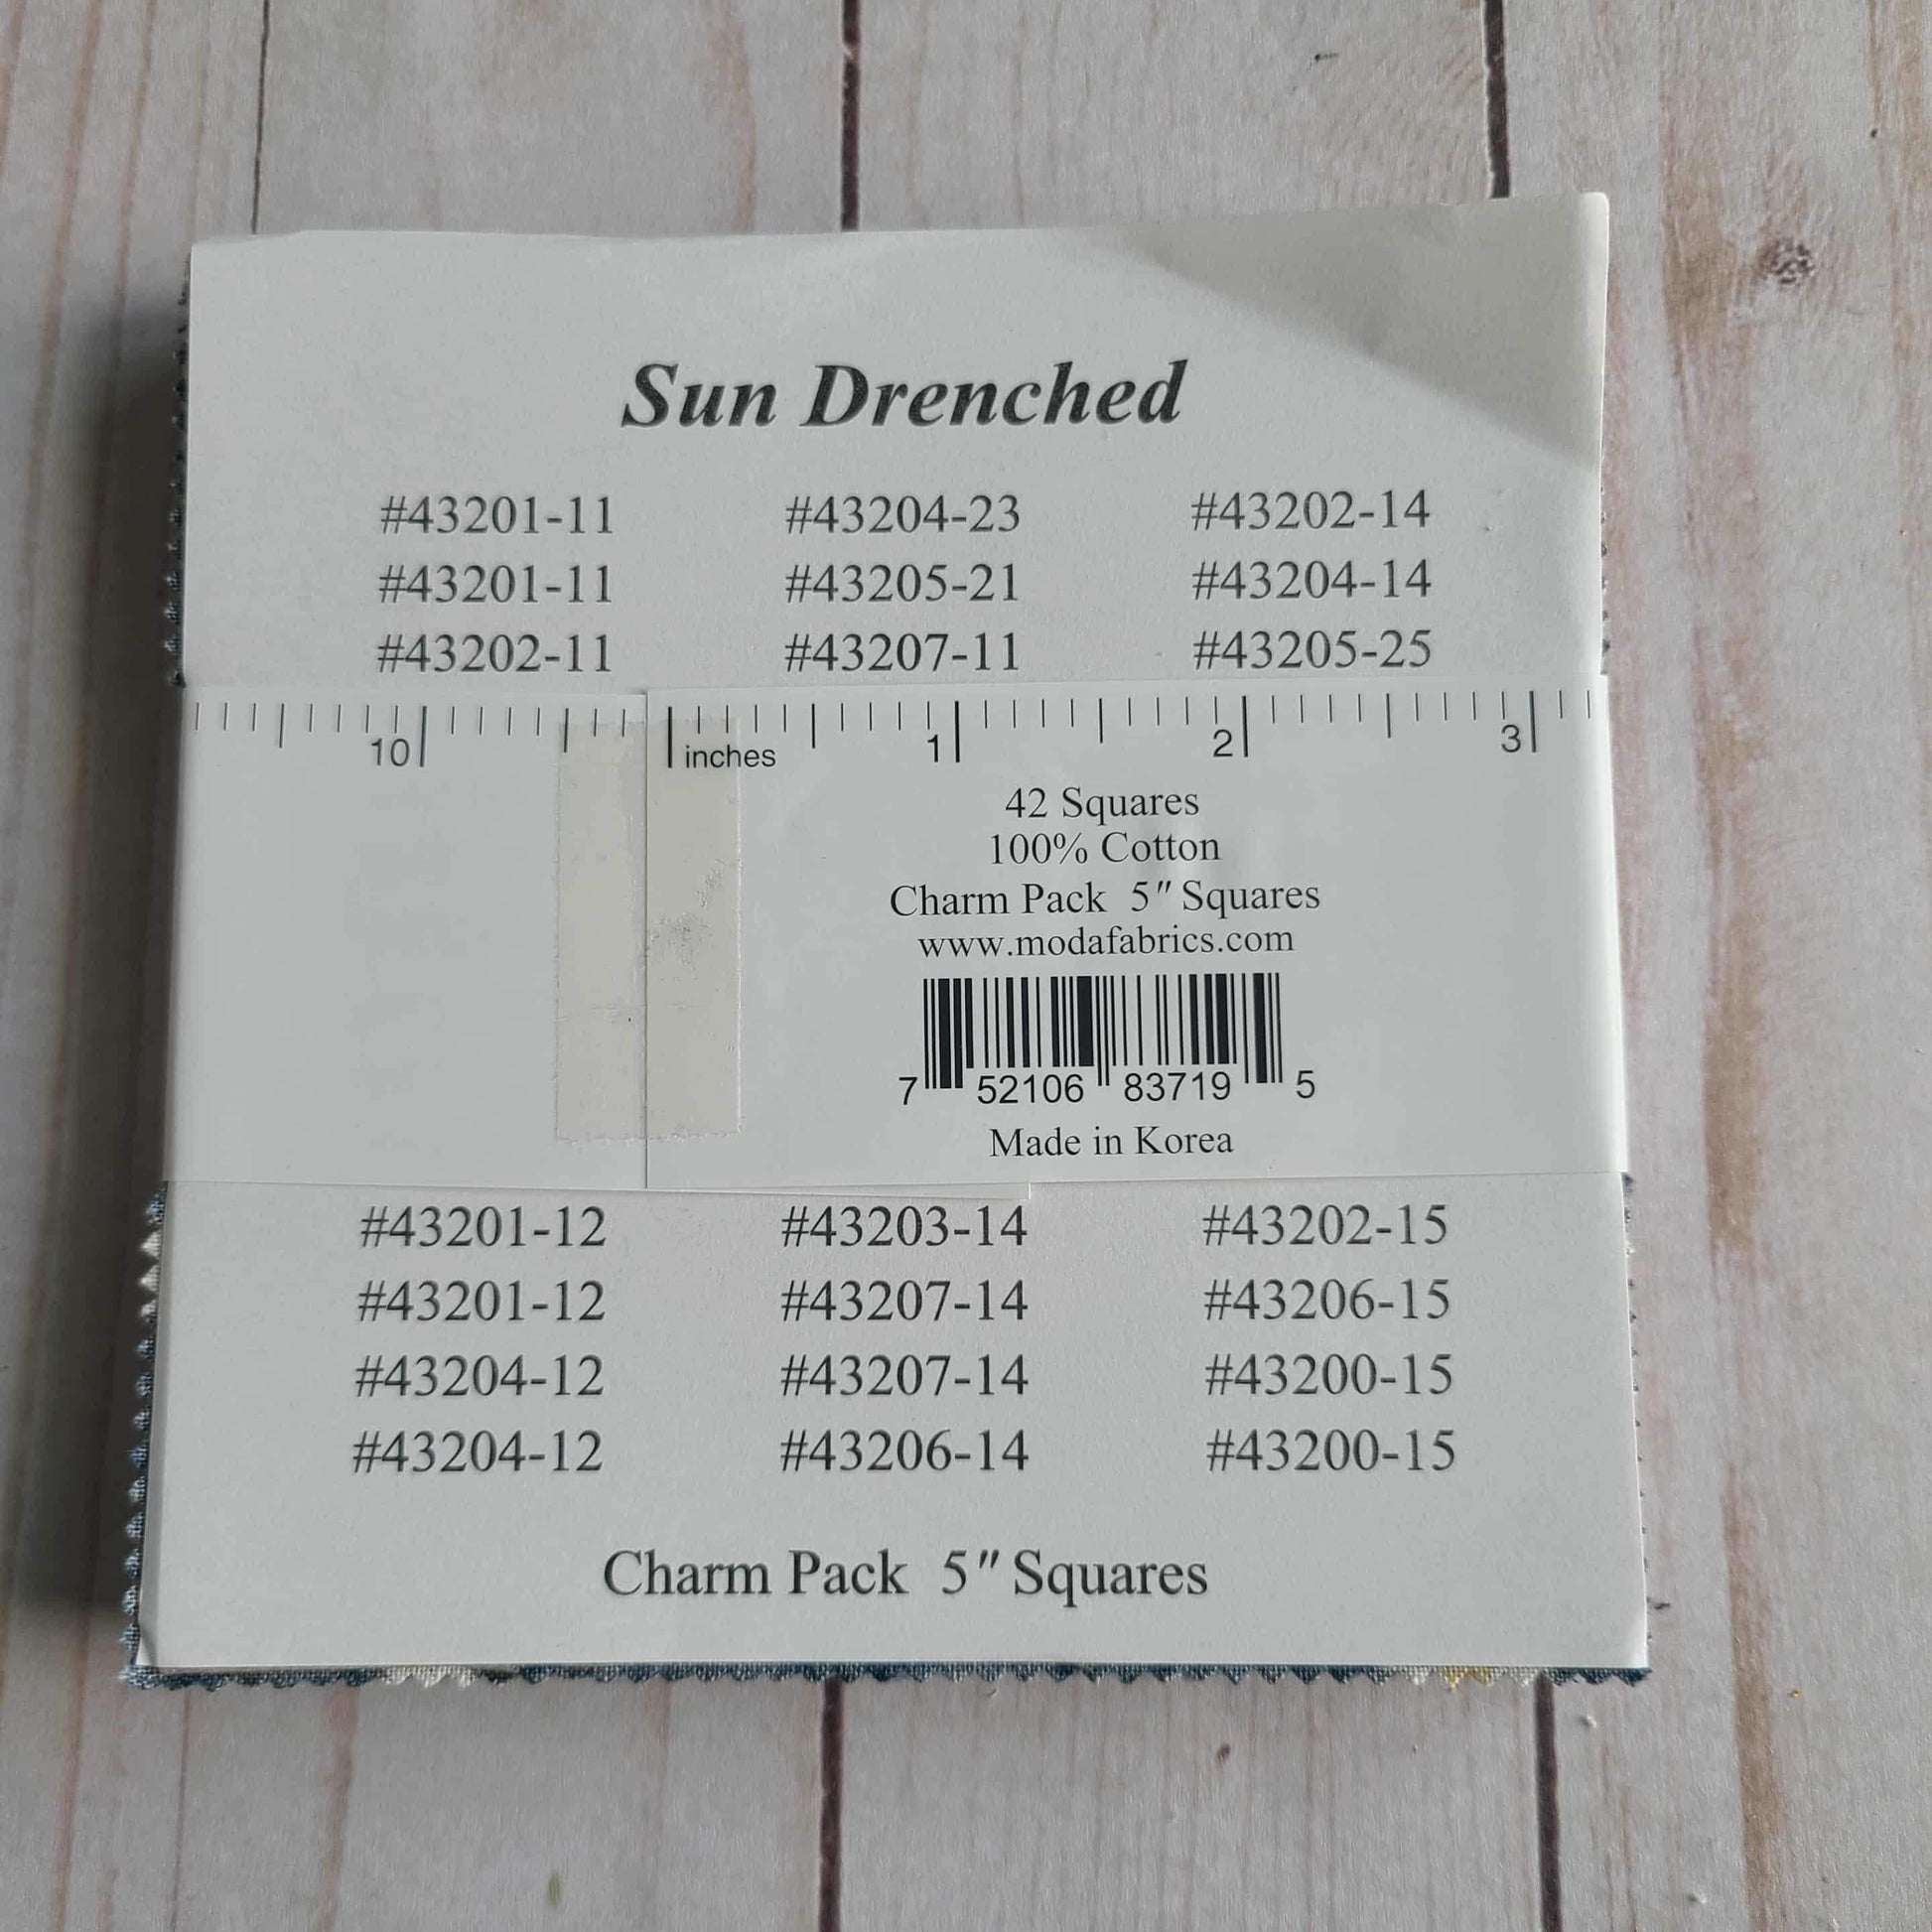 Sun Drenched
#43201-11 #43204-23 #43202-14
#43201-11 #43205-21 #43204-14
#43202-11 #43207-11 #43205-25
10 inches 1 2 3
42 Squares
100% Cotton
Charm Pack 5" Squares
www.modafabrics.com
7 52106 83719 5
Made in Korea
#43201-12 #43203-14 #43202-15
#43201-12 #43207-14 #43206-15
#43204-12 #43207-14 #43200-15
#43204-12 #43206-14 #43200-15
Charm Pack 5" Squares